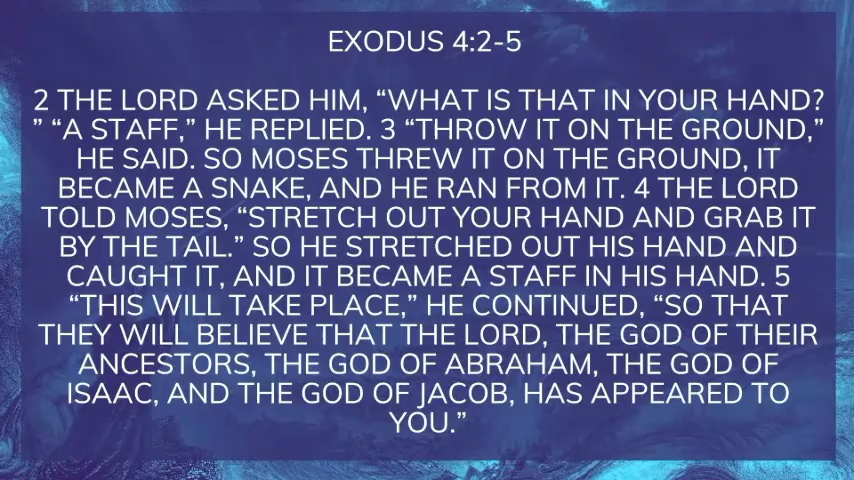 EXODUS 4:2-5
2 THE LORD ASKED HIM, “WHAT IS THAT IN YOUR HAND?
” “A STAFF,” HE REPLIED. 3 “THROW IT ON THE GROUND,”
HE SAID. SO MOSES THREW IT ON THE GROUND, IT
BECAME A SNAKE, AND HE RAN FROM IT. 4 THE LORD
TOLD MOSES, “STRETCH OUT YOUR HAND AND GRAB IT
BY THE TAIL.” SO HE STRETCHED OUT HIS HAND AND
CAUGHT IT, AND IT BECAME A STAFF IN HIS HAND. 5
“THIS WILL TAKE PLACE,” HE CONTINUED, “SO THAT
THEY WILL BELIEVE THAT THE LORD, THE GOD OF THEIR
ANCESTORS, THE GOD OF ABRAHAM, THE GOD OF
ISAAC, AND THE GOD OF JACOB, HAS APPEARED TO
YOU.”